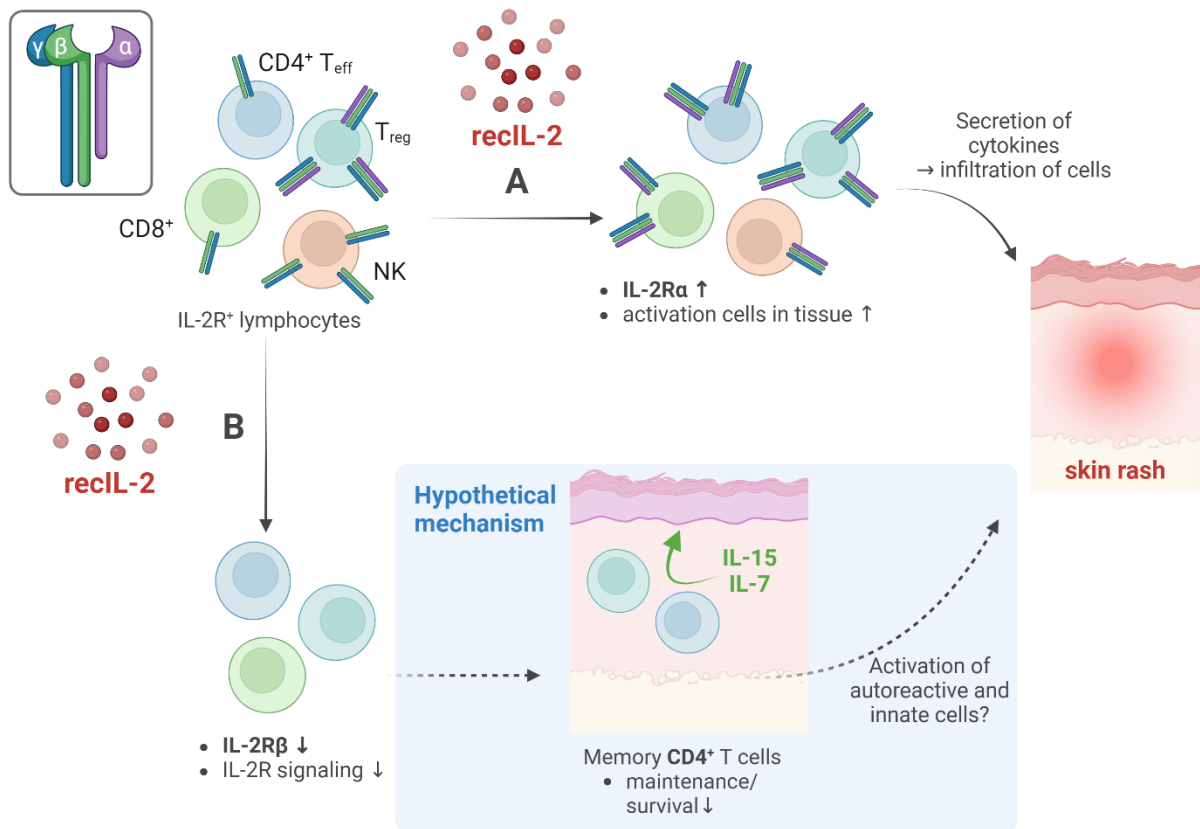 γ β α
CD4⁺ Teff
Treg
CD8⁺
NK
IL-2R⁺ lymphocytes
recIL-2
A
• IL-2Rα ↑
• activation cells in tissue ↑
Secretion of
cytokines
→ infiltration of cells
skin rash
recIL-2
B
• IL-2Rβ ↓
• IL-2R signaling ↓
Hypothetical
mechanism
IL-15
IL-7
Memory CD4⁺ T cells
• maintenance/
survival↓
Activation of
autoreactive and
innate cells?